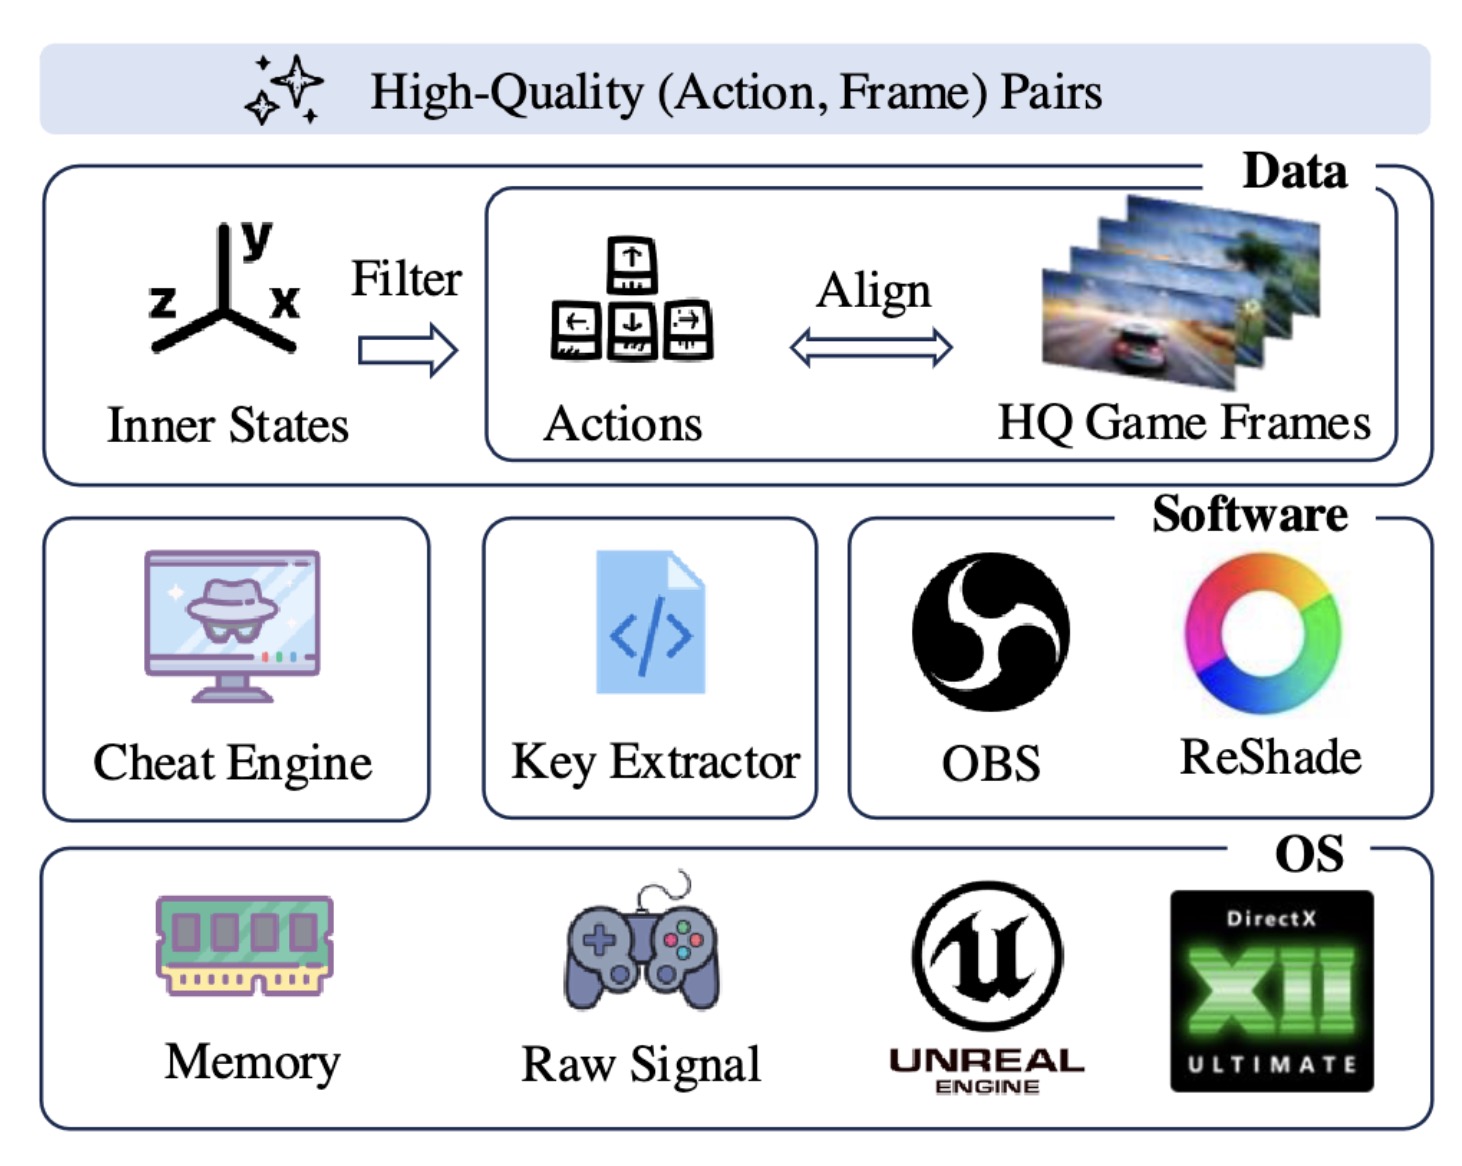 High-Quality (Action, Frame) Pairs
Data
y
z
x
Filter
Align
Inner States
Actions
HQ Game Frames
Software
</>
Cheat Engine
Key Extractor
OBS
ReShade
OS
DirectX
XII
ULTIMATE
UNREAL
ENGINE
Memory
Raw Signal